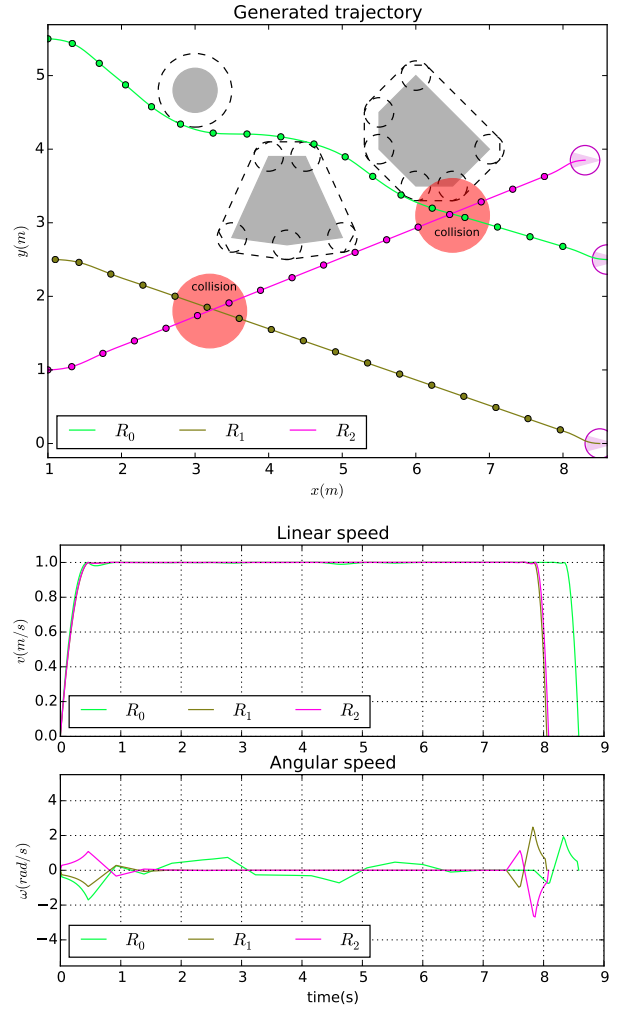 Generated trajectory
5
4
3
2
1
0
y(m)
collision
collision
R0 R1 R2
1 2 3 4 5 6 7 8
x(m)
Linear speed
1.0
0.8
0.6
0.4
0.2
0.0
v(m/s)
R0 R1 R2
0 1 2 3 4 5 6 7 8 9
Angular speed
4
2
0
−2
−4
ω(rad/s)
R0 R1 R2
0 1 2 3 4 5 6 7 8 9
time(s)